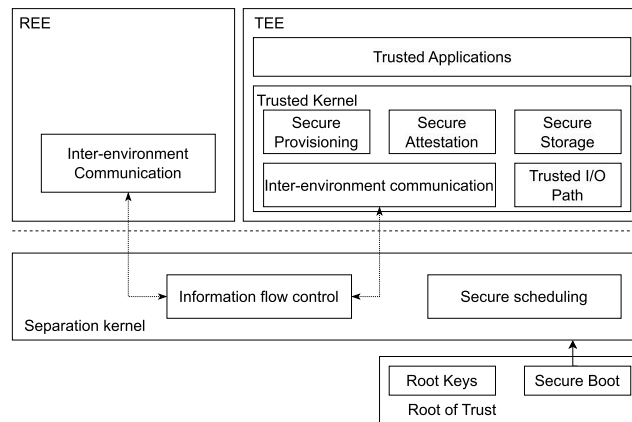 REE
TEE
Trusted Applications
Trusted Kernel
Secure
Provisioning
Secure
Attestation
Secure
Storage
Inter-environment
Communication
Inter-environment communication
Trusted I/O
Path
Information flow control
Secure scheduling
Separation kernel
Root Keys
Secure Boot
Root of Trust